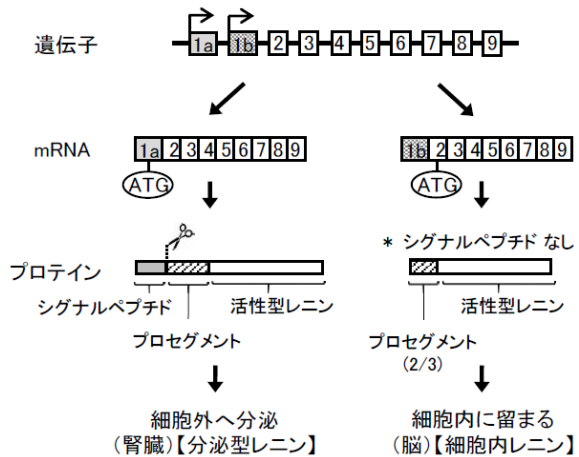 遺伝子 1a 1b 2 3 4 5 6 7 8 9
mRNA 1a 2 3 4 5 6 7 8 9 1b 2 3 4 5 6 7 8 9
ATG ATG
* シグナルペプチド なし
プロテイン
シグナルペプチド 活性型レニン 活性型レニン
プロセグメント プロセグメント
(2/3)
細胞外へ分泌 細胞内に留まる
(腎臓)【分泌型レニン】 (脳)【細胞内レニン】